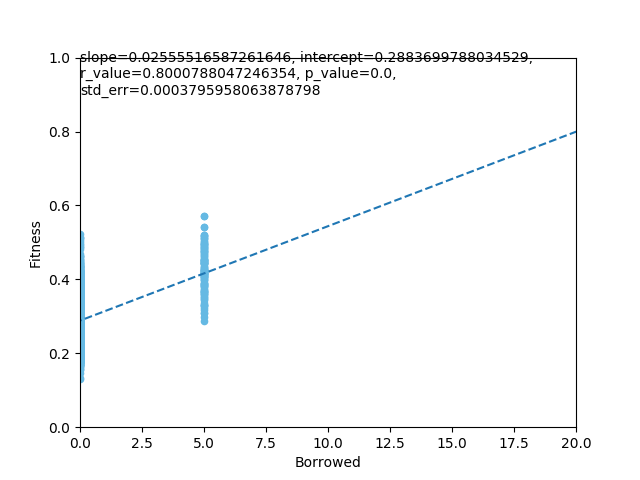 slope=0.02555516587261646, intercept=0.2883699788034529,
r_value=0.8000788047246354, p_value=0.0,
std_err=0.0003795958063878798
1.0
0.8
0.6
0.4
0.2
0.0
Fitness
0.0 2.5 5.0 7.5 10.0 12.5 15.0 17.5 20.0
Borrowed